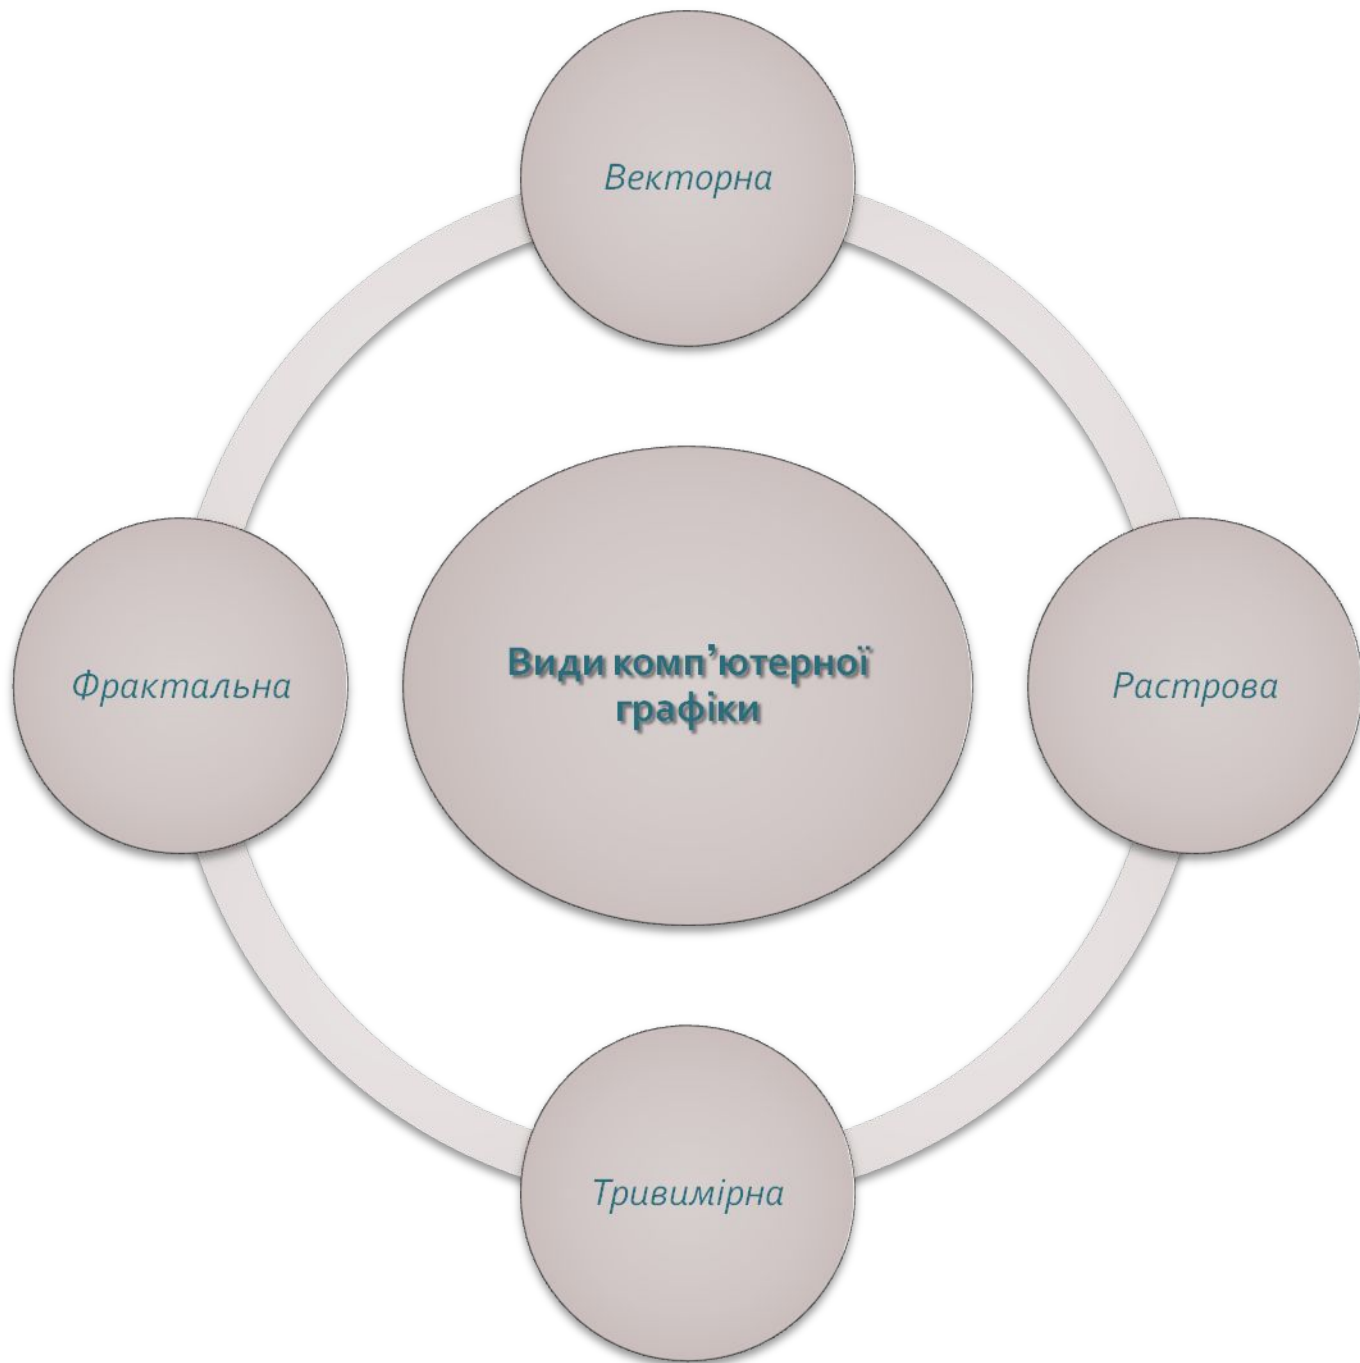 Векторна
Види комп’ютерної
графіки
Фрактальна
Растрова
Тривимірна